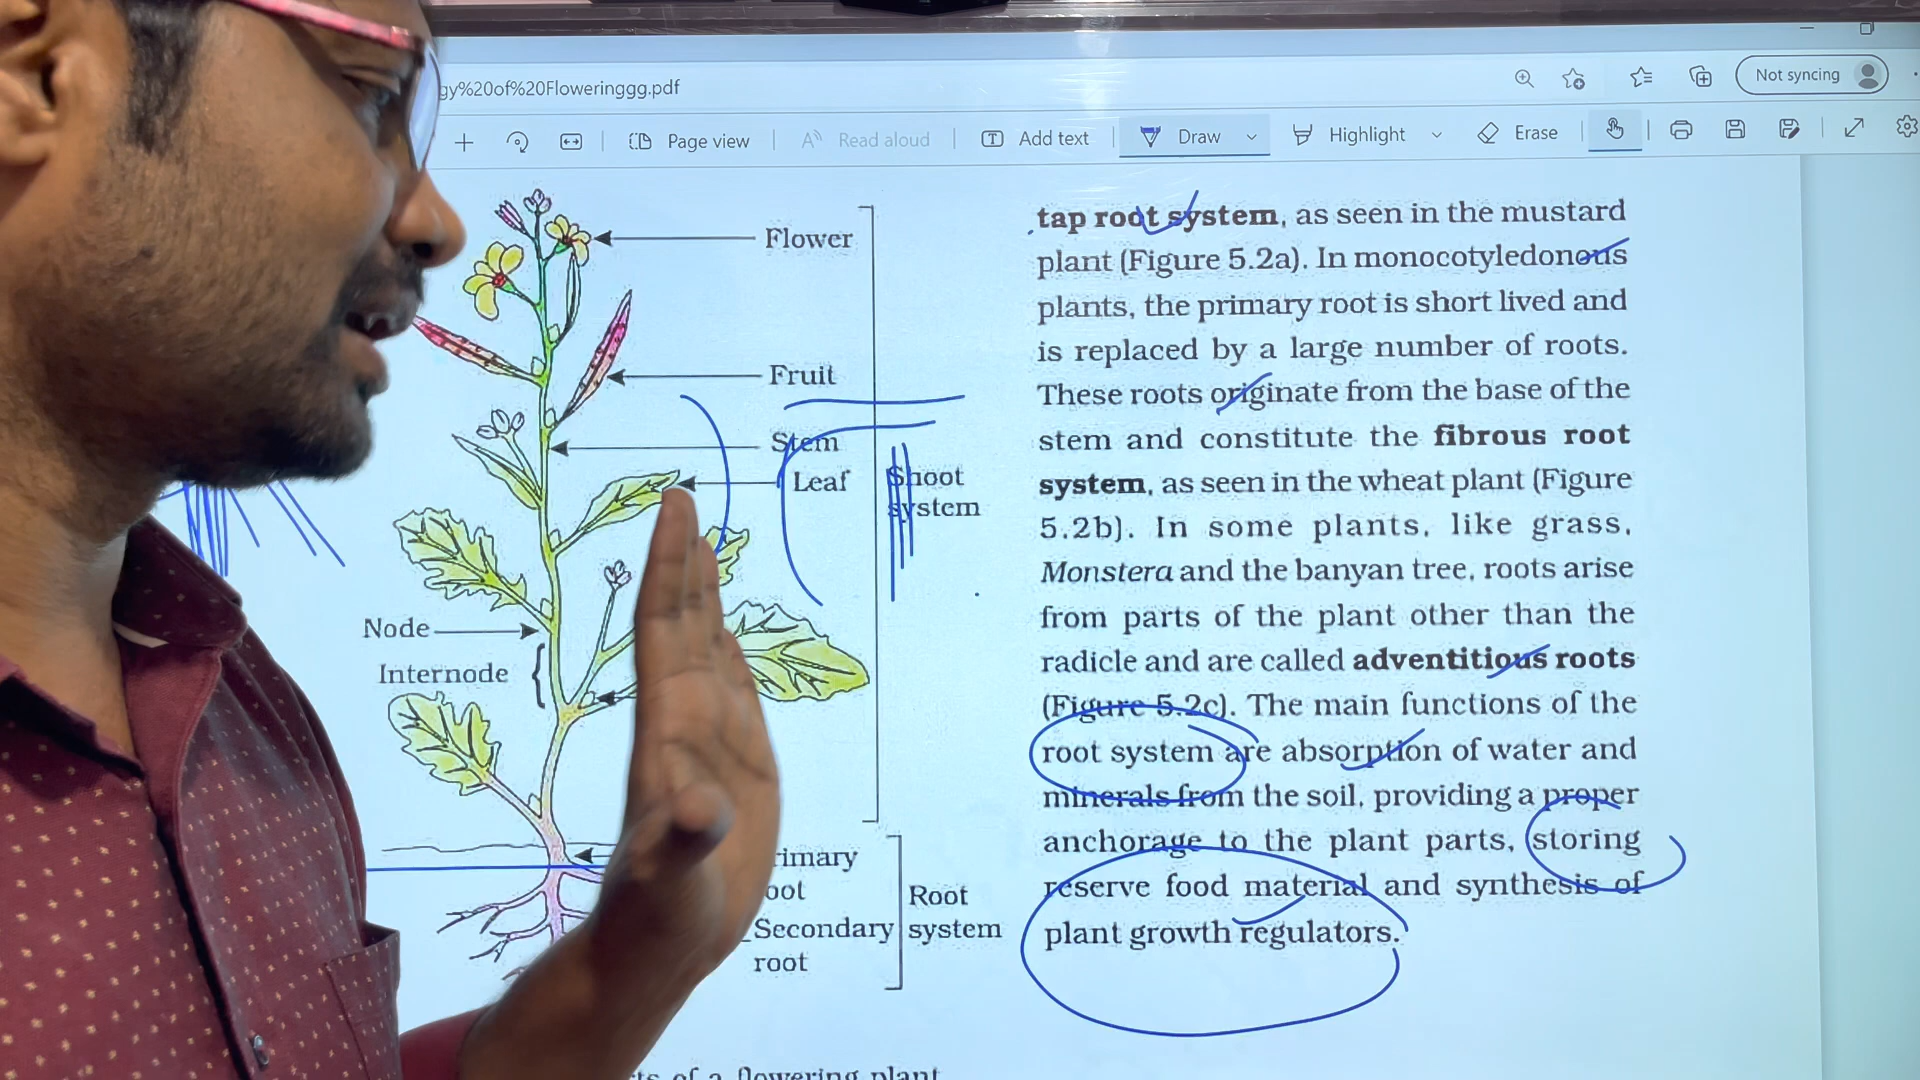 gy%20of%20Floweringgg.pdf
Not syncing
Page view
Read aloud
Add text
Draw
Highlight
Erase
Flower
Fruit
Stem
Leaf
Shoot
system
Node
Internode
Root
system
Secondary
root
tap root system, as seen in the mustard
plant (Figure 5.2a). In monocotyledonous
plants, the primary root is short lived and
is replaced by a large number of roots.
These roots originate from the base of the
stem and constitute the fibrous root
system, as seen in the wheat plant (Figure
5.2b). In some plants, like grass,
Monstera and the banyan tree, roots arise
from parts of the plant other than the
radicle and are called adventitious roots
(Figure 5.2c). The main functions of the
root system are absorption of water and
minerals from the soil, providing a proper
anchorage to the plant parts, storing
reserve food material and synthesis of
plant growth regulators.
of a flowering plant